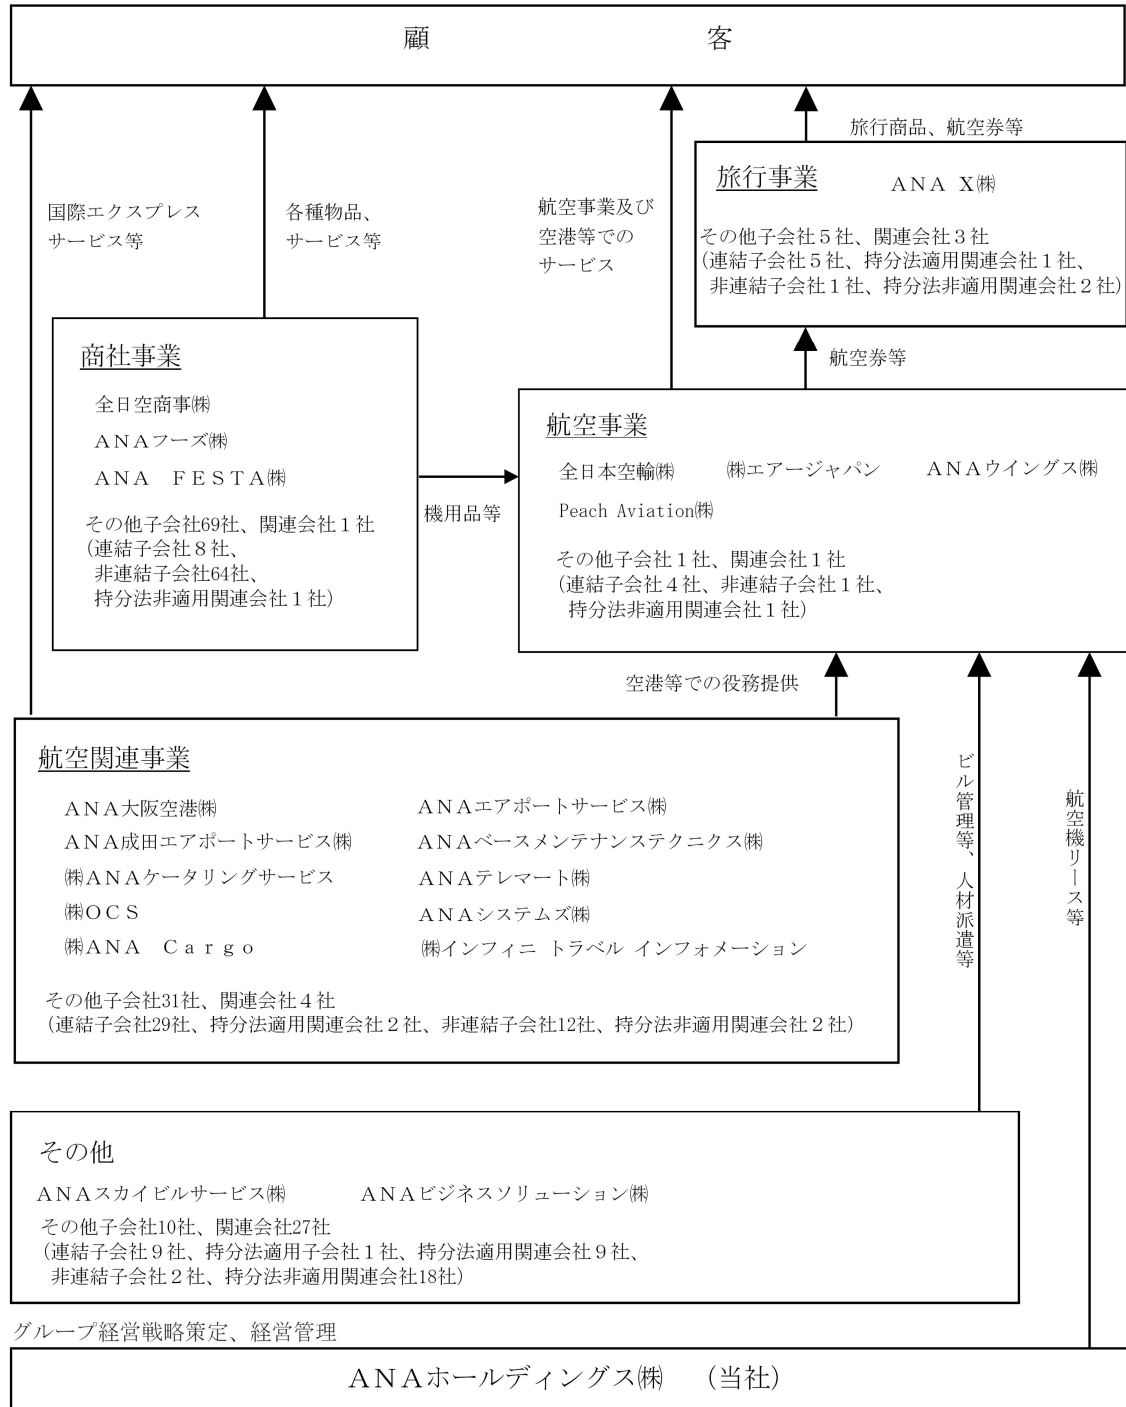 顧客
旅行商品、航空券等
国際エクスプレス
サービス等
各種物品、
サービス等
航空事業及び
空港等での
サービス
旅行事業 ＡＮＡ Ｘ㈱
その他子会社５社、関連会社３社
(連結子会社５社、持分法適用関連会社１社、
非連結子会社１社、持分法非適用関連会社２社)
航空券等
商社事業
全日空商事㈱
ＡＮＡフーズ㈱
ＡＮＡ　ＦＥＳＴＡ㈱
その他子会社69社、関連会社１社
(連結子会社８社、
非連結子会社64社、
持分法非適用関連会社１社)
機用品等
航空事業
全日本空輸㈱ ㈱エアージャパン ＡＮＡウイングス㈱
Peach Aviation㈱
その他子会社１社、関連会社１社
(連結子会社４社、非連結子会社１社、
持分法非適用関連会社１社)
空港等での役務提供
航空関連事業
ＡＮＡ大阪空港㈱ ＡＮＡエアポートサービス㈱
ＡＮＡ成田エアポートサービス㈱ ＡＮＡベースメンテナンステクニクス㈱
㈱ＡＮＡケータリングサービス ＡＮＡテレマート㈱
㈱ＯＣＳ ＡＮＡシステムズ㈱
㈱ＡＮＡ　Ｃａｒｇｏ ㈱インフィニ トラベル インフォメーション
その他子会社31社、関連会社４社
(連結子会社29社、持分法適用関連会社２社、非連結子会社12社、持分法非適用関連会社２社)
ビル管理等、人材派遣等
航空機リース等
その他
ＡＮＡスカイビルサービス㈱ ＡＮＡビジネスソリューション㈱
その他子会社10社、関連会社27社
(連結子会社９社、持分法適用子会社１社、持分法適用関連会社９社、
非連結子会社２社、持分法非適用関連会社18社)
グループ経営戦略策定、経営管理
ＡＮＡホールディングス㈱　（当社）